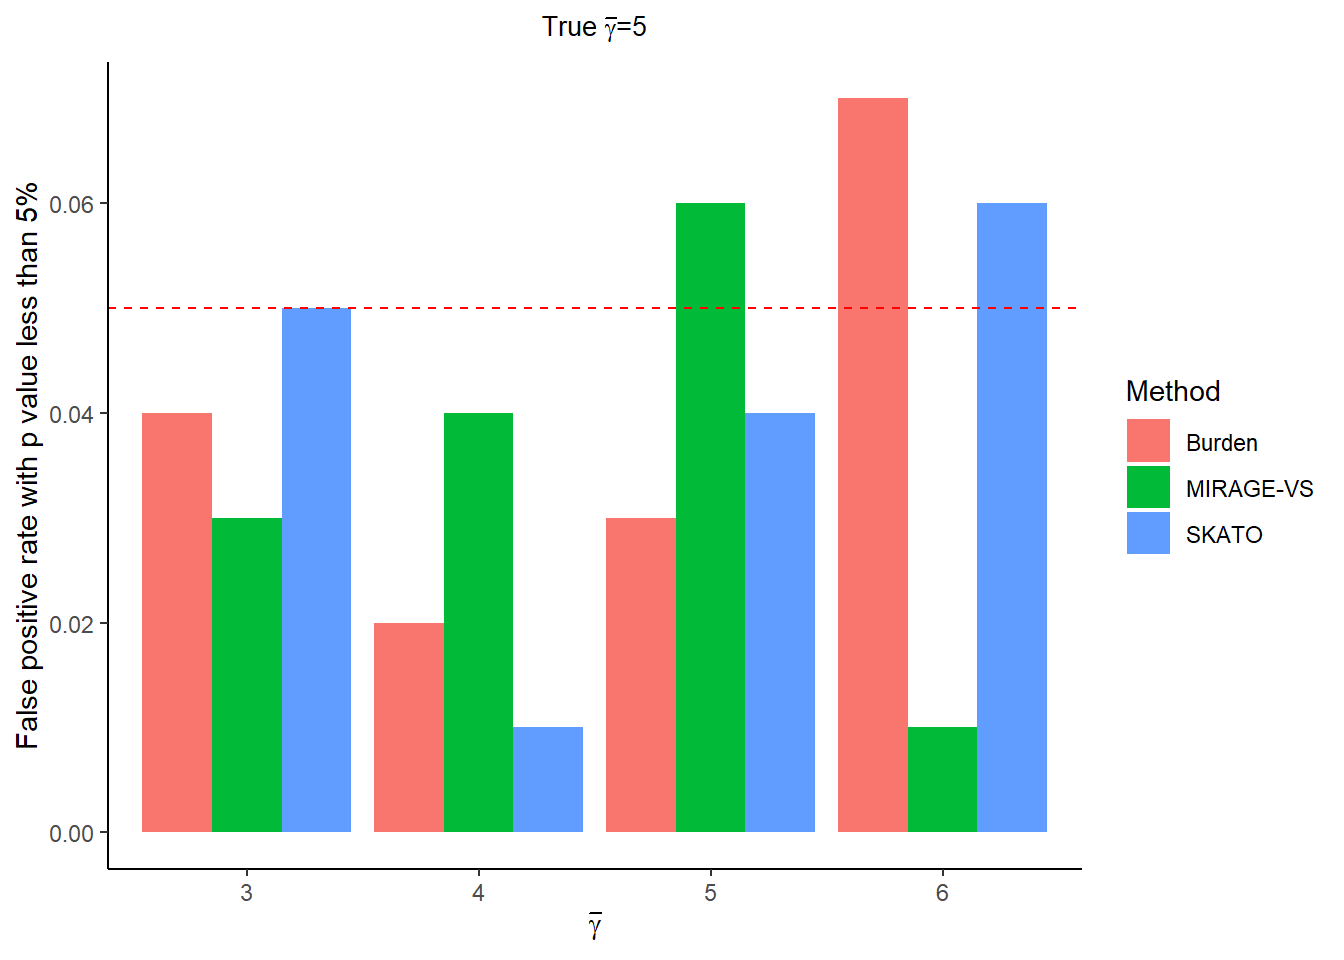 True γ̅=5
False positive rate with p value less than 5%
0.06
0.04
0.02
0.00
3 4 5 6
γ̅
Method
Burden
MIRAGE-VS
SKATO